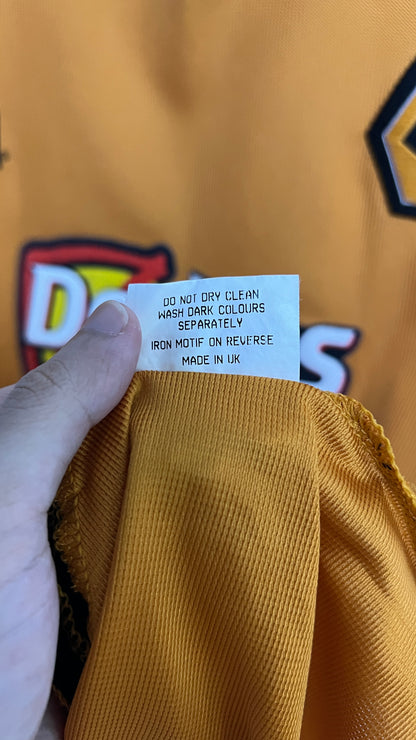 DO NOT DRY CLEAN
WASH DARK COLOURS
SEPARATELY
IRON MOTIF ON REVERSE
MADE IN UK